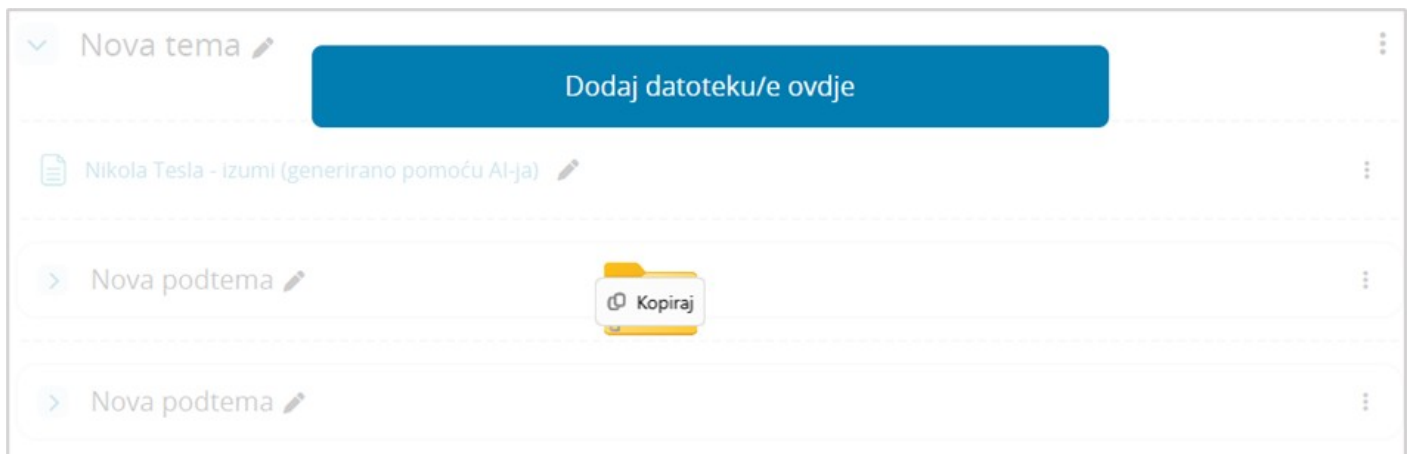 Nova tema
Dodaj datoteku/e ovdje
Nikola Tesla - izumi (generirano pomoću AI-ja)
Nova podtema
Kopiraj
Nova podtema